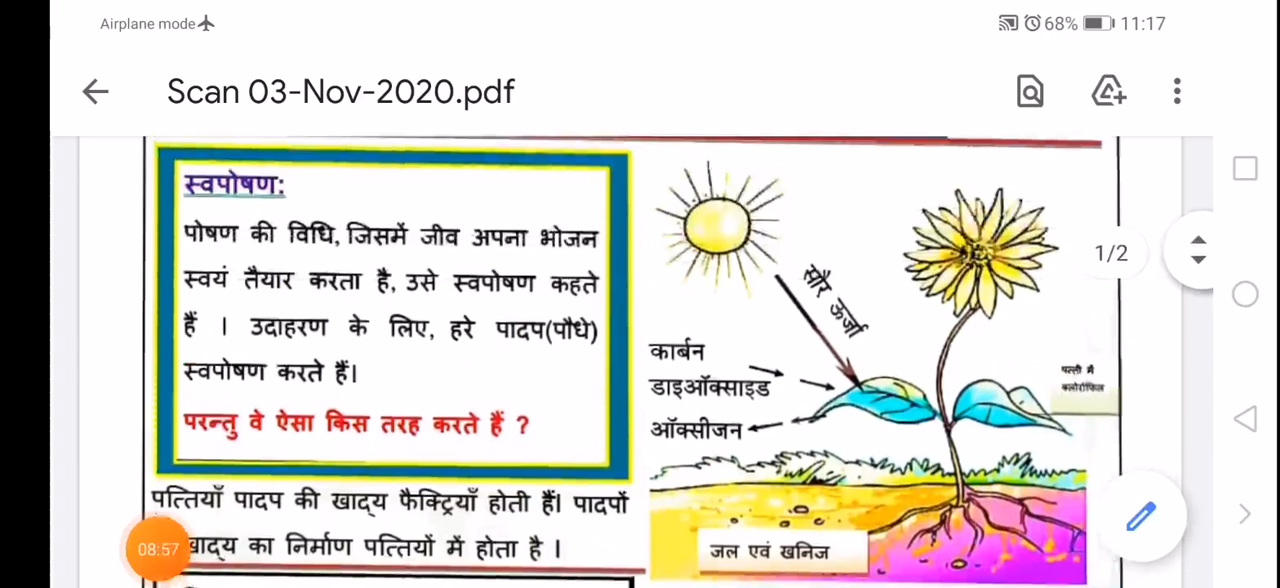 Airplane mode
68% 11:17
Scan 03-Nov-2020.pdf
स्वपोषण:
पोषण की विधि, जिसमें जीव अपना भोजन
स्वयं तैयार करता है, उसे स्वपोषण कहते
हैं । उदाहरण के लिए, हरे पादप(पौधे)
स्वपोषण करते हैं।
परन्तु वे ऐसा किस तरह करते हैं ?
पत्तियाँ पादप की खाद्य फैक्ट्रियाँ होती हैं। पादपों
खाद्य का निर्माण पत्तियों में होता है ।
08:57
सौर ऊर्जा
कार्बन
डाइऑक्साइड
ऑक्सीजन
पत्ती में
क्लोरोफिल
जल एवं खनिज
1/2